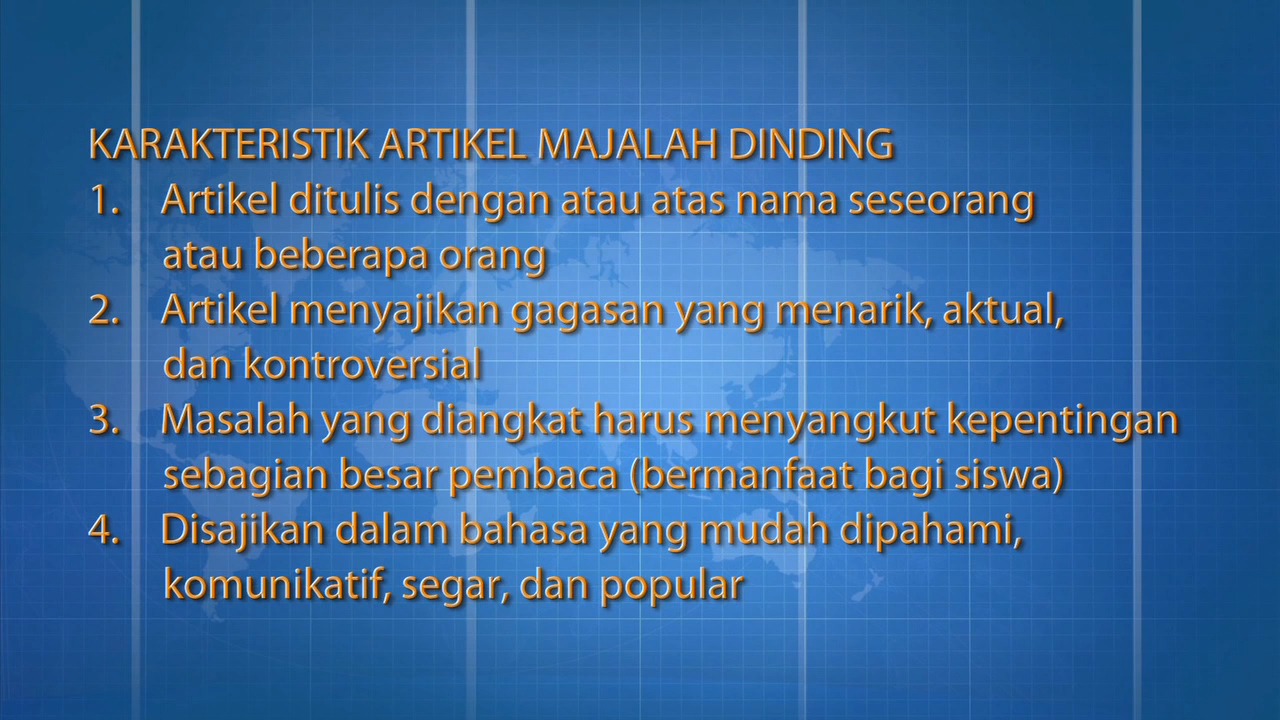 KARAKTERISTIK ARTIKEL MAJALAH DINDING
1. Artikel ditulis dengan atau atas nama seseorang
atau beberapa orang
2. Artikel menyajikan gagasan yang menarik, aktual,
dan kontroversial
3. Masalah yang diangkat harus menyangkut kepentingan
sebagian besar pembaca (bermanfaat bagi siswa)
4. Disajikan dalam bahasa yang mudah dipahami,
komunikatif, segar, dan popular